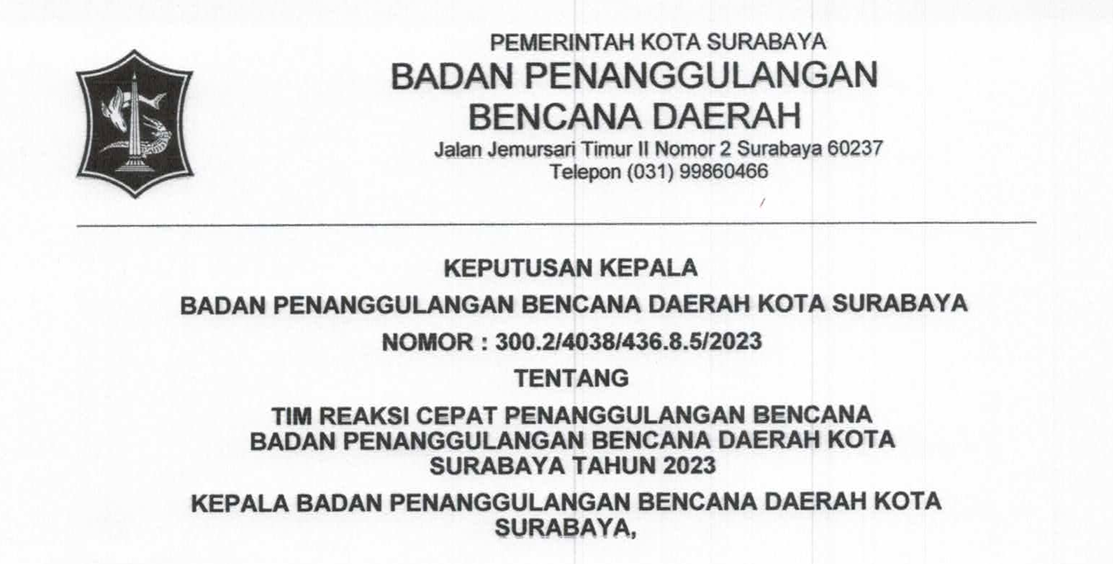 PEMERINTAH KOTA SURABAYA
BADAN PENANGGULANGAN
BENCANA DAERAH
Jalan Jemursari Timur II Nomor 2 Surabaya 60237
Telepon (031) 99860466
KEPUTUSAN KEPALA
BADAN PENANGGULANGAN BENCANA DAERAH KOTA SURABAYA
NOMOR : 300.2/4038/436.8.5/2023
TENTANG
TIM REAKSI CEPAT PENANGGULANGAN BENCANA
BADAN PENANGGULANGAN BENCANA DAERAH KOTA
SURABAYA TAHUN 2023
KEPALA BADAN PENANGGULANGAN BENCANA DAERAH KOTA
SURABAYA,